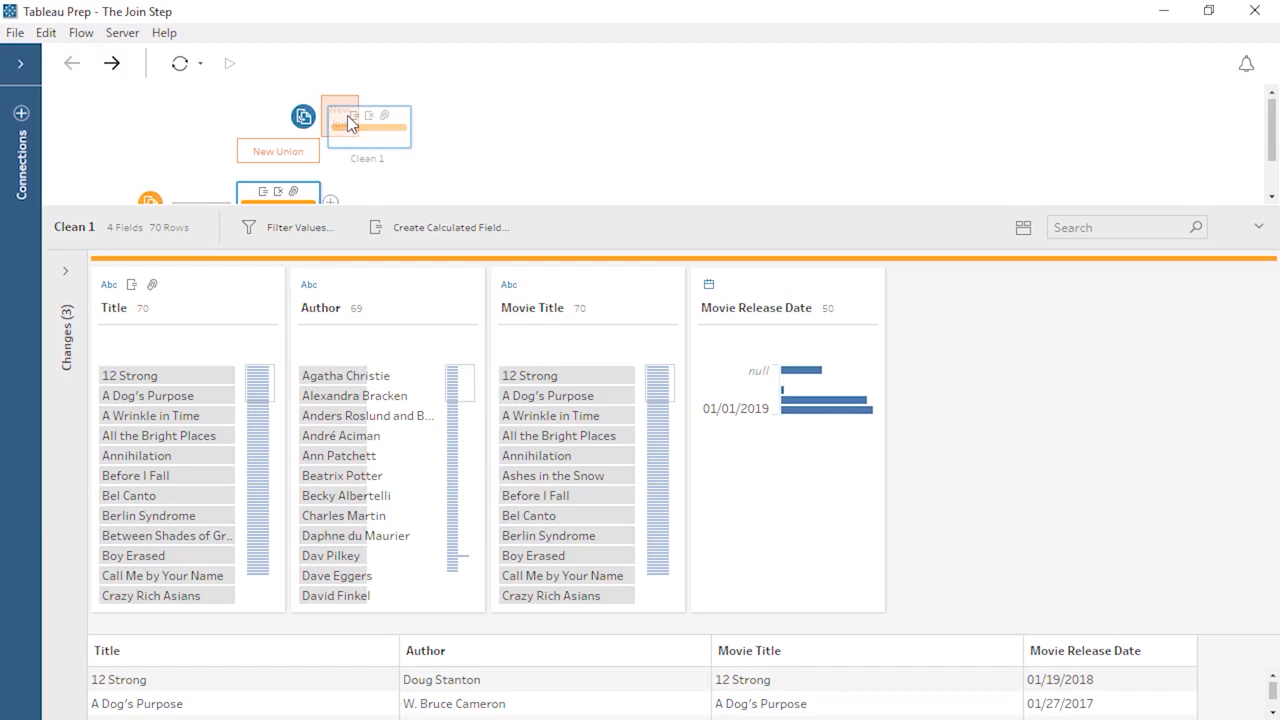 Tableau Prep - The Join Step
File Edit Flow Server Help
New Union
Clean 1
Connections
Clean 1 4 Fields 70 Rows Filter Values... Create Calculated Field... Search
Changes (3)
Abc Abc Abc
Title 70 Author 69 Movie Title 70 Movie Release Date 50
12 Strong Agatha Christie 12 Strong null
A Dog's Purpose Alexandra Bracken A Dog's Purpose
A Wrinkle in Time Anders Roslund and B... A Wrinkle in Time 01/01/2019
All the Bright Places André Aciman All the Bright Places
Annihilation Ann Patchett Annihilation
Before I Fall Beatrix Potter Ashes in the Snow
Bel Canto Becky Albertelli Before I Fall
Berlin Syndrome Charles Martin Bel Canto
Between Shades of Gr... Daphne du Maurier Berlin Syndrome
Boy Erased Dav Pilkey Boy Erased
Call Me by Your Name Dave Eggers Call Me by Your Name
Crazy Rich Asians David Finkel Crazy Rich Asians
Title Author Movie Title Movie Release Date
12 Strong Doug Stanton 12 Strong 01/19/2018
A Dog's Purpose W. Bruce Cameron A Dog's Purpose 01/27/2017